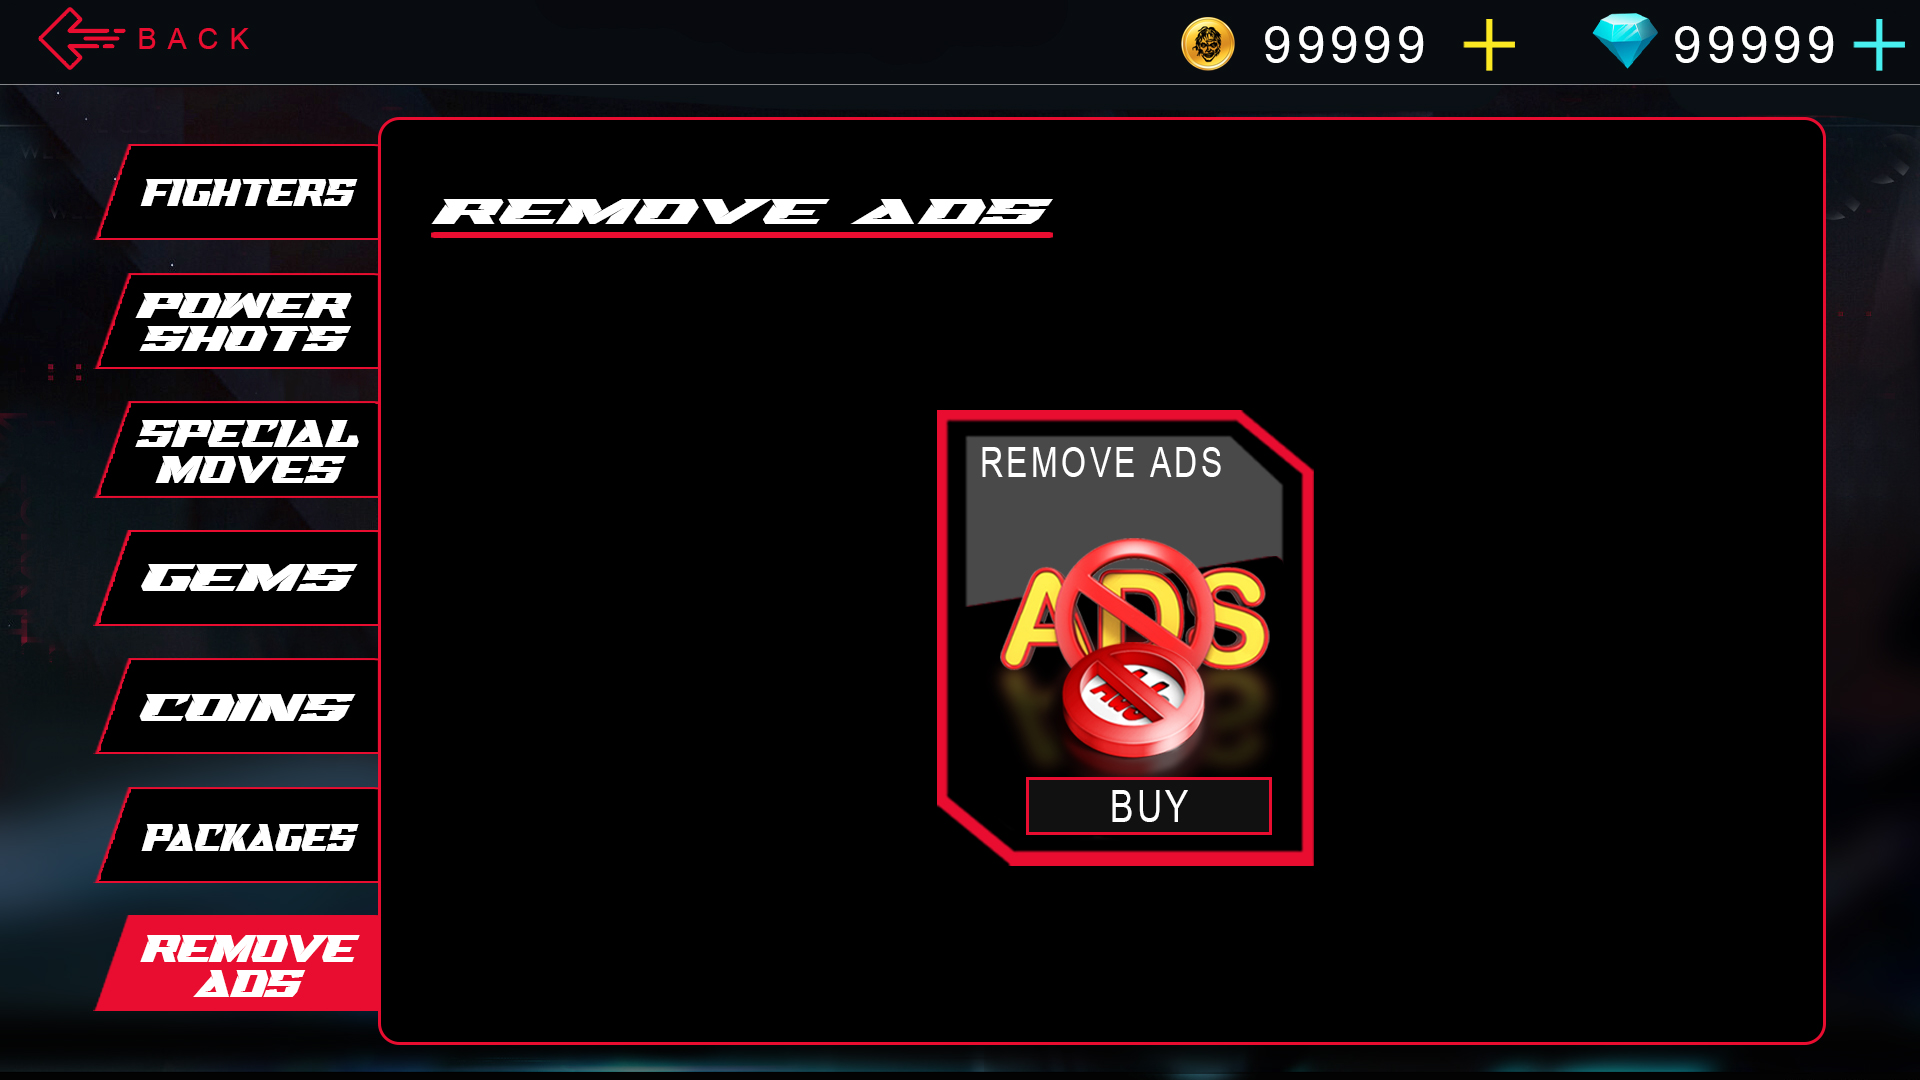 BACK
99999
99999
FIGHTERS
POWER
SHOTS
SPECIAL
MOVES
GEMS
COINS
PACKAGES
REMOVE
ADS
REMOVE ADS
REMOVE ADS
ADS
BUY